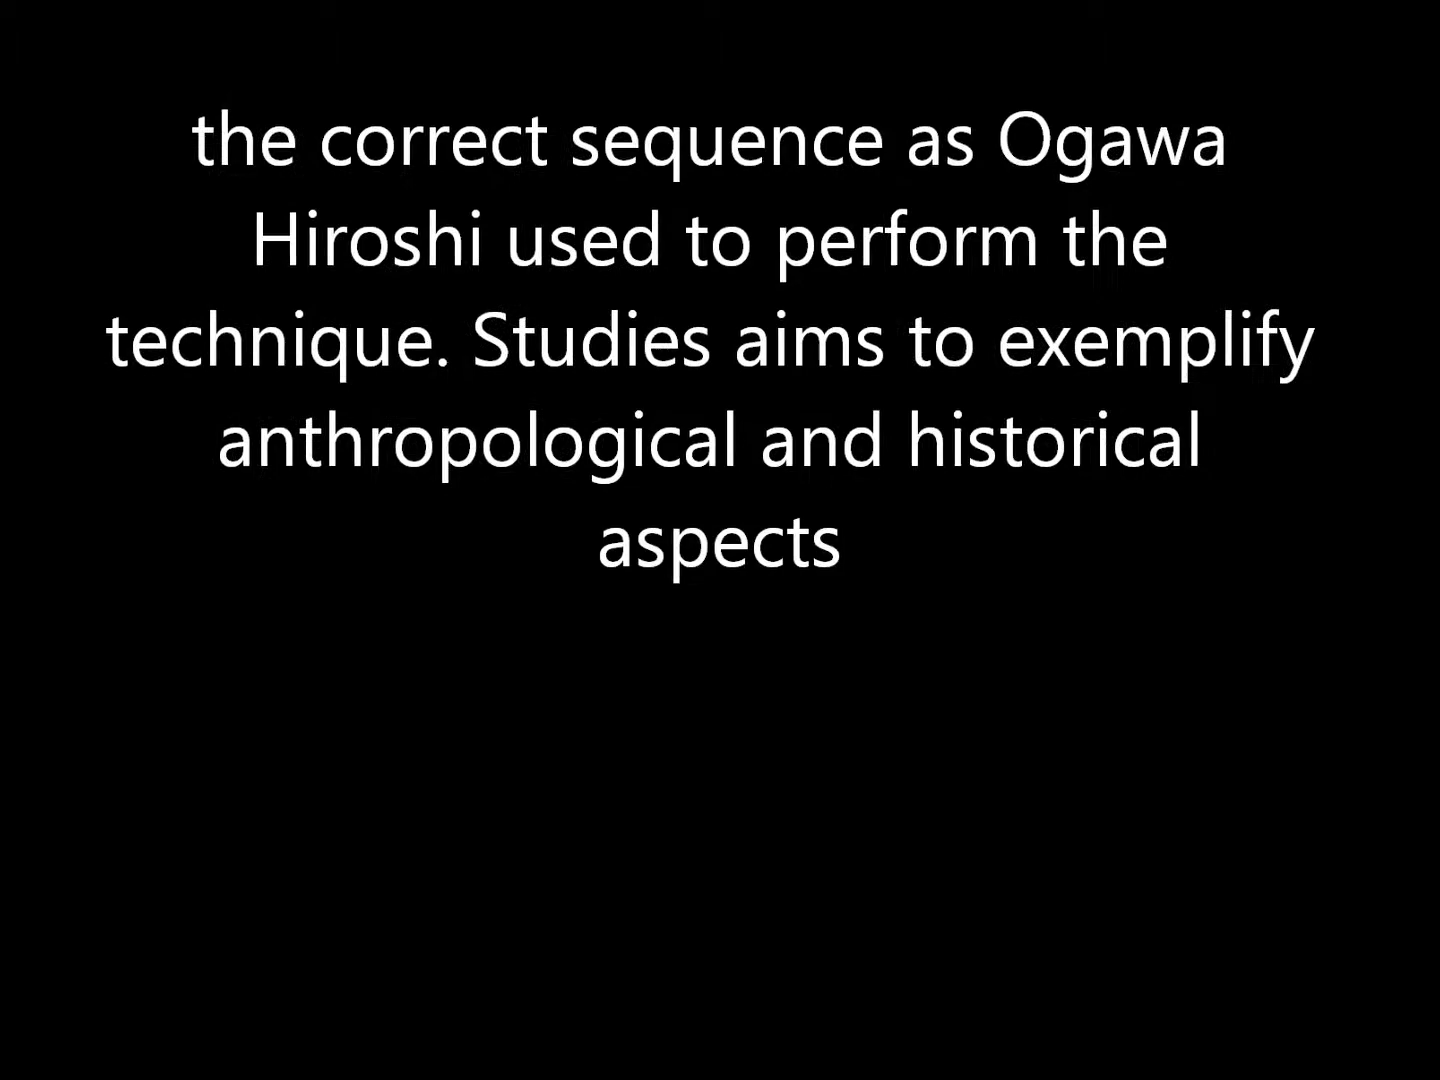 the correct sequence as Ogawa
Hiroshi used to perform the
technique. Studies aims to exemplify
anthropological and historical
aspects